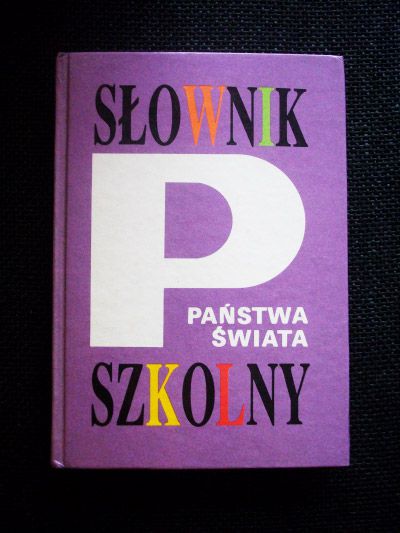 SŁOWNIK
P
PAŃSTWA
ŚWIATA
SZKOLNY